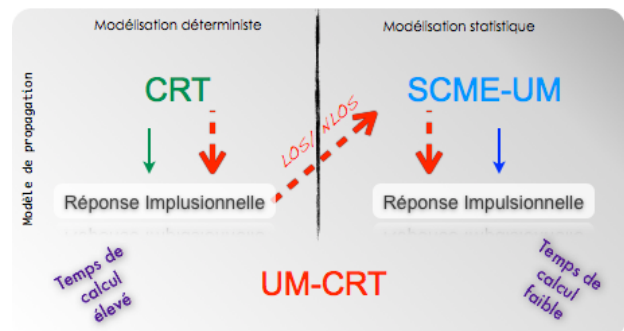 Modélisation déterministe
Modélisation statistique
Modèle de propagation
CRT
SCME-UM
LOS/NLOS
Réponse Implusionnelle
Réponse Impulsionnelle
Temps de
calcul
élevé
UM-CRT
Temps de
calcul
faible